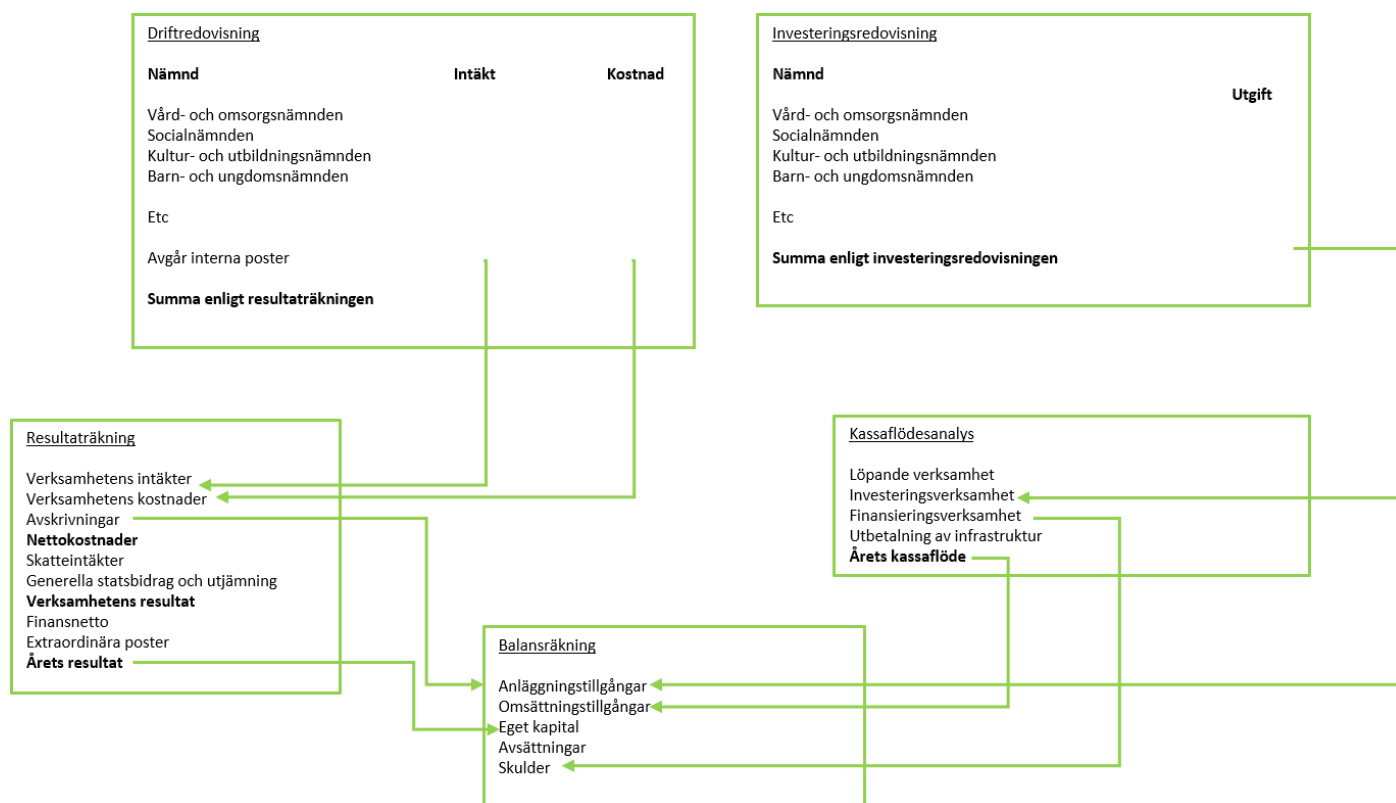 Driftredovisning
Nämnd Intäkt Kostnad
Vård- och omsorgsnämnden
Socialnämnden
Kultur- och utbildningsnämnden
Barn- och ungdomsnämnden
Etc
Avgår interna poster
Summa enligt resultaträkningen
Investeringsredovisning
Nämnd
Utgift
Vård- och omsorgsnämnden
Socialnämnden
Kultur- och utbildningsnämnden
Barn- och ungdomsnämnden
Etc
Summa enligt investeringsredovisningen
Resultaträkning
Verksamhetens intäkter
Verksamhetens kostnader
Avskrivningar
Nettokostnader
Skatteintäkter
Generella statsbidrag och utjämning
Verksamhetens resultat
Finansnetto
Extraordinära poster
Årets resultat
Kassaflödesanalys
Löpande verksamhet
Investeringsverksamhet
Finansieringsverksamhet
Utbetalning av infrastruktur
Årets kassaflöde
Balansräkning
Anläggningstillgångar
Omsättningstillgångar
Eget kapital
Avsättningar
Skulder